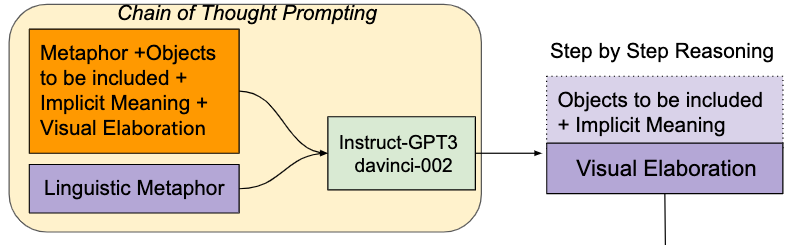 Chain of Thought Prompting
Metaphor +Objects
to be included +
Implicit Meaning +
Visual Elaboration
Linguistic Metaphor
Instruct-GPT3
davinci-002
Step by Step Reasoning
Objects to be included
+ Implicit Meaning
Visual Elaboration